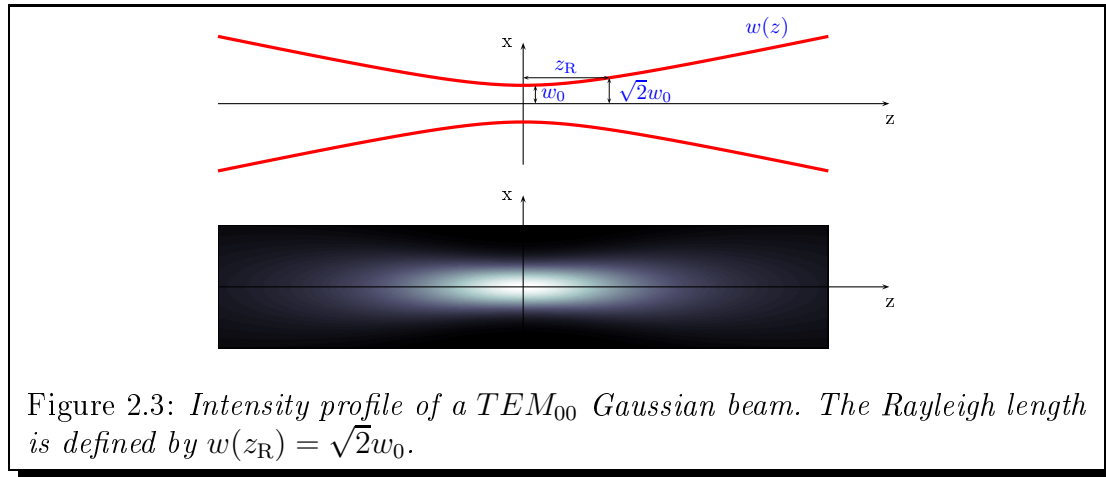 x
w(z)
z_R
w_0
√2w_0
z
x
z
Figure 2.3: Intensity profile of a TEM_00 Gaussian beam. The Rayleigh length
is defined by w(z_R) = √2w_0.